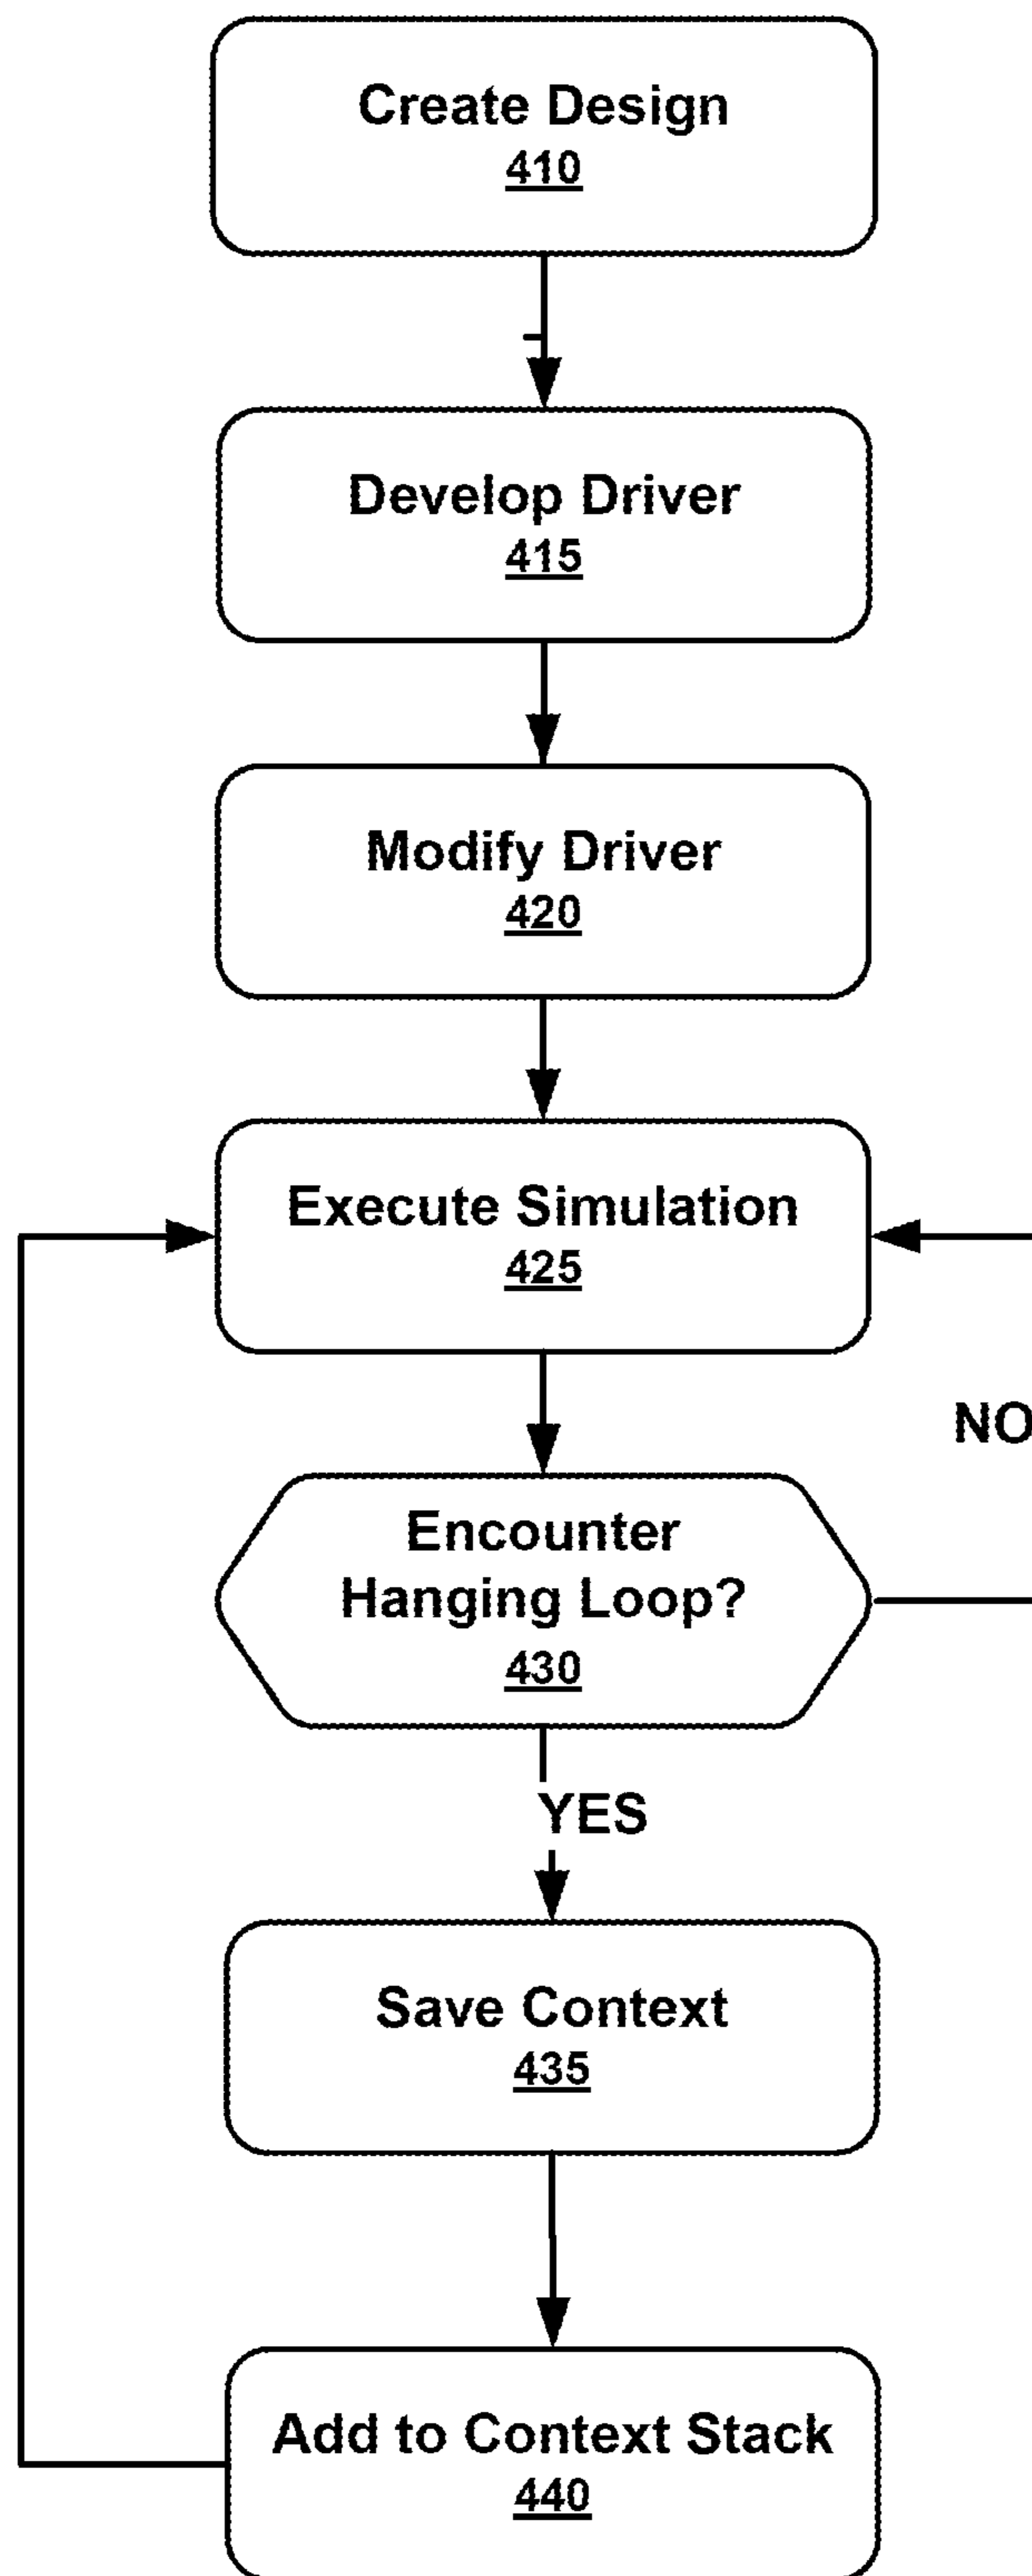 Create Design
410
Develop Driver
415
Modify Driver
420
Execute Simulation
425
NO
Encounter
Hanging Loop?
430
YES
Save Context
435
Add to Context Stack
440